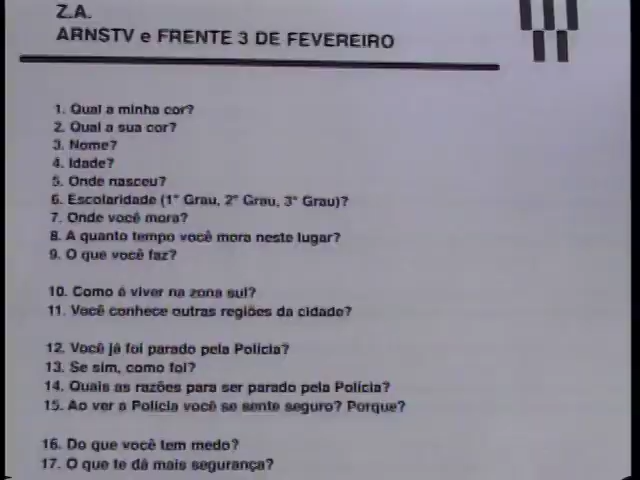 Z.A.
ARNSTV e FRENTE 3 DE FEVEREIRO
1. Qual a minha cor?
2. Qual a sua cor?
3. Nome?
4. Idade?
5. Onde nasceu?
6. Escolaridade (1° Grau, 2° Grau, 3° Grau)?
7. Onde você mora?
8. A quanto tempo você mora neste lugar?
9. O que você faz?
10. Como é viver na zona sul?
11. Você conhece outras regiões da cidade?
12. Você já foi parado pela Polícia?
13. Se sim, como foi?
14. Quais as razões para ser parado pela Polícia?
15. Ao ver a Polícia você se sente seguro? Porque?
16. Do que você tem medo?
17. O que te dá mais segurança?